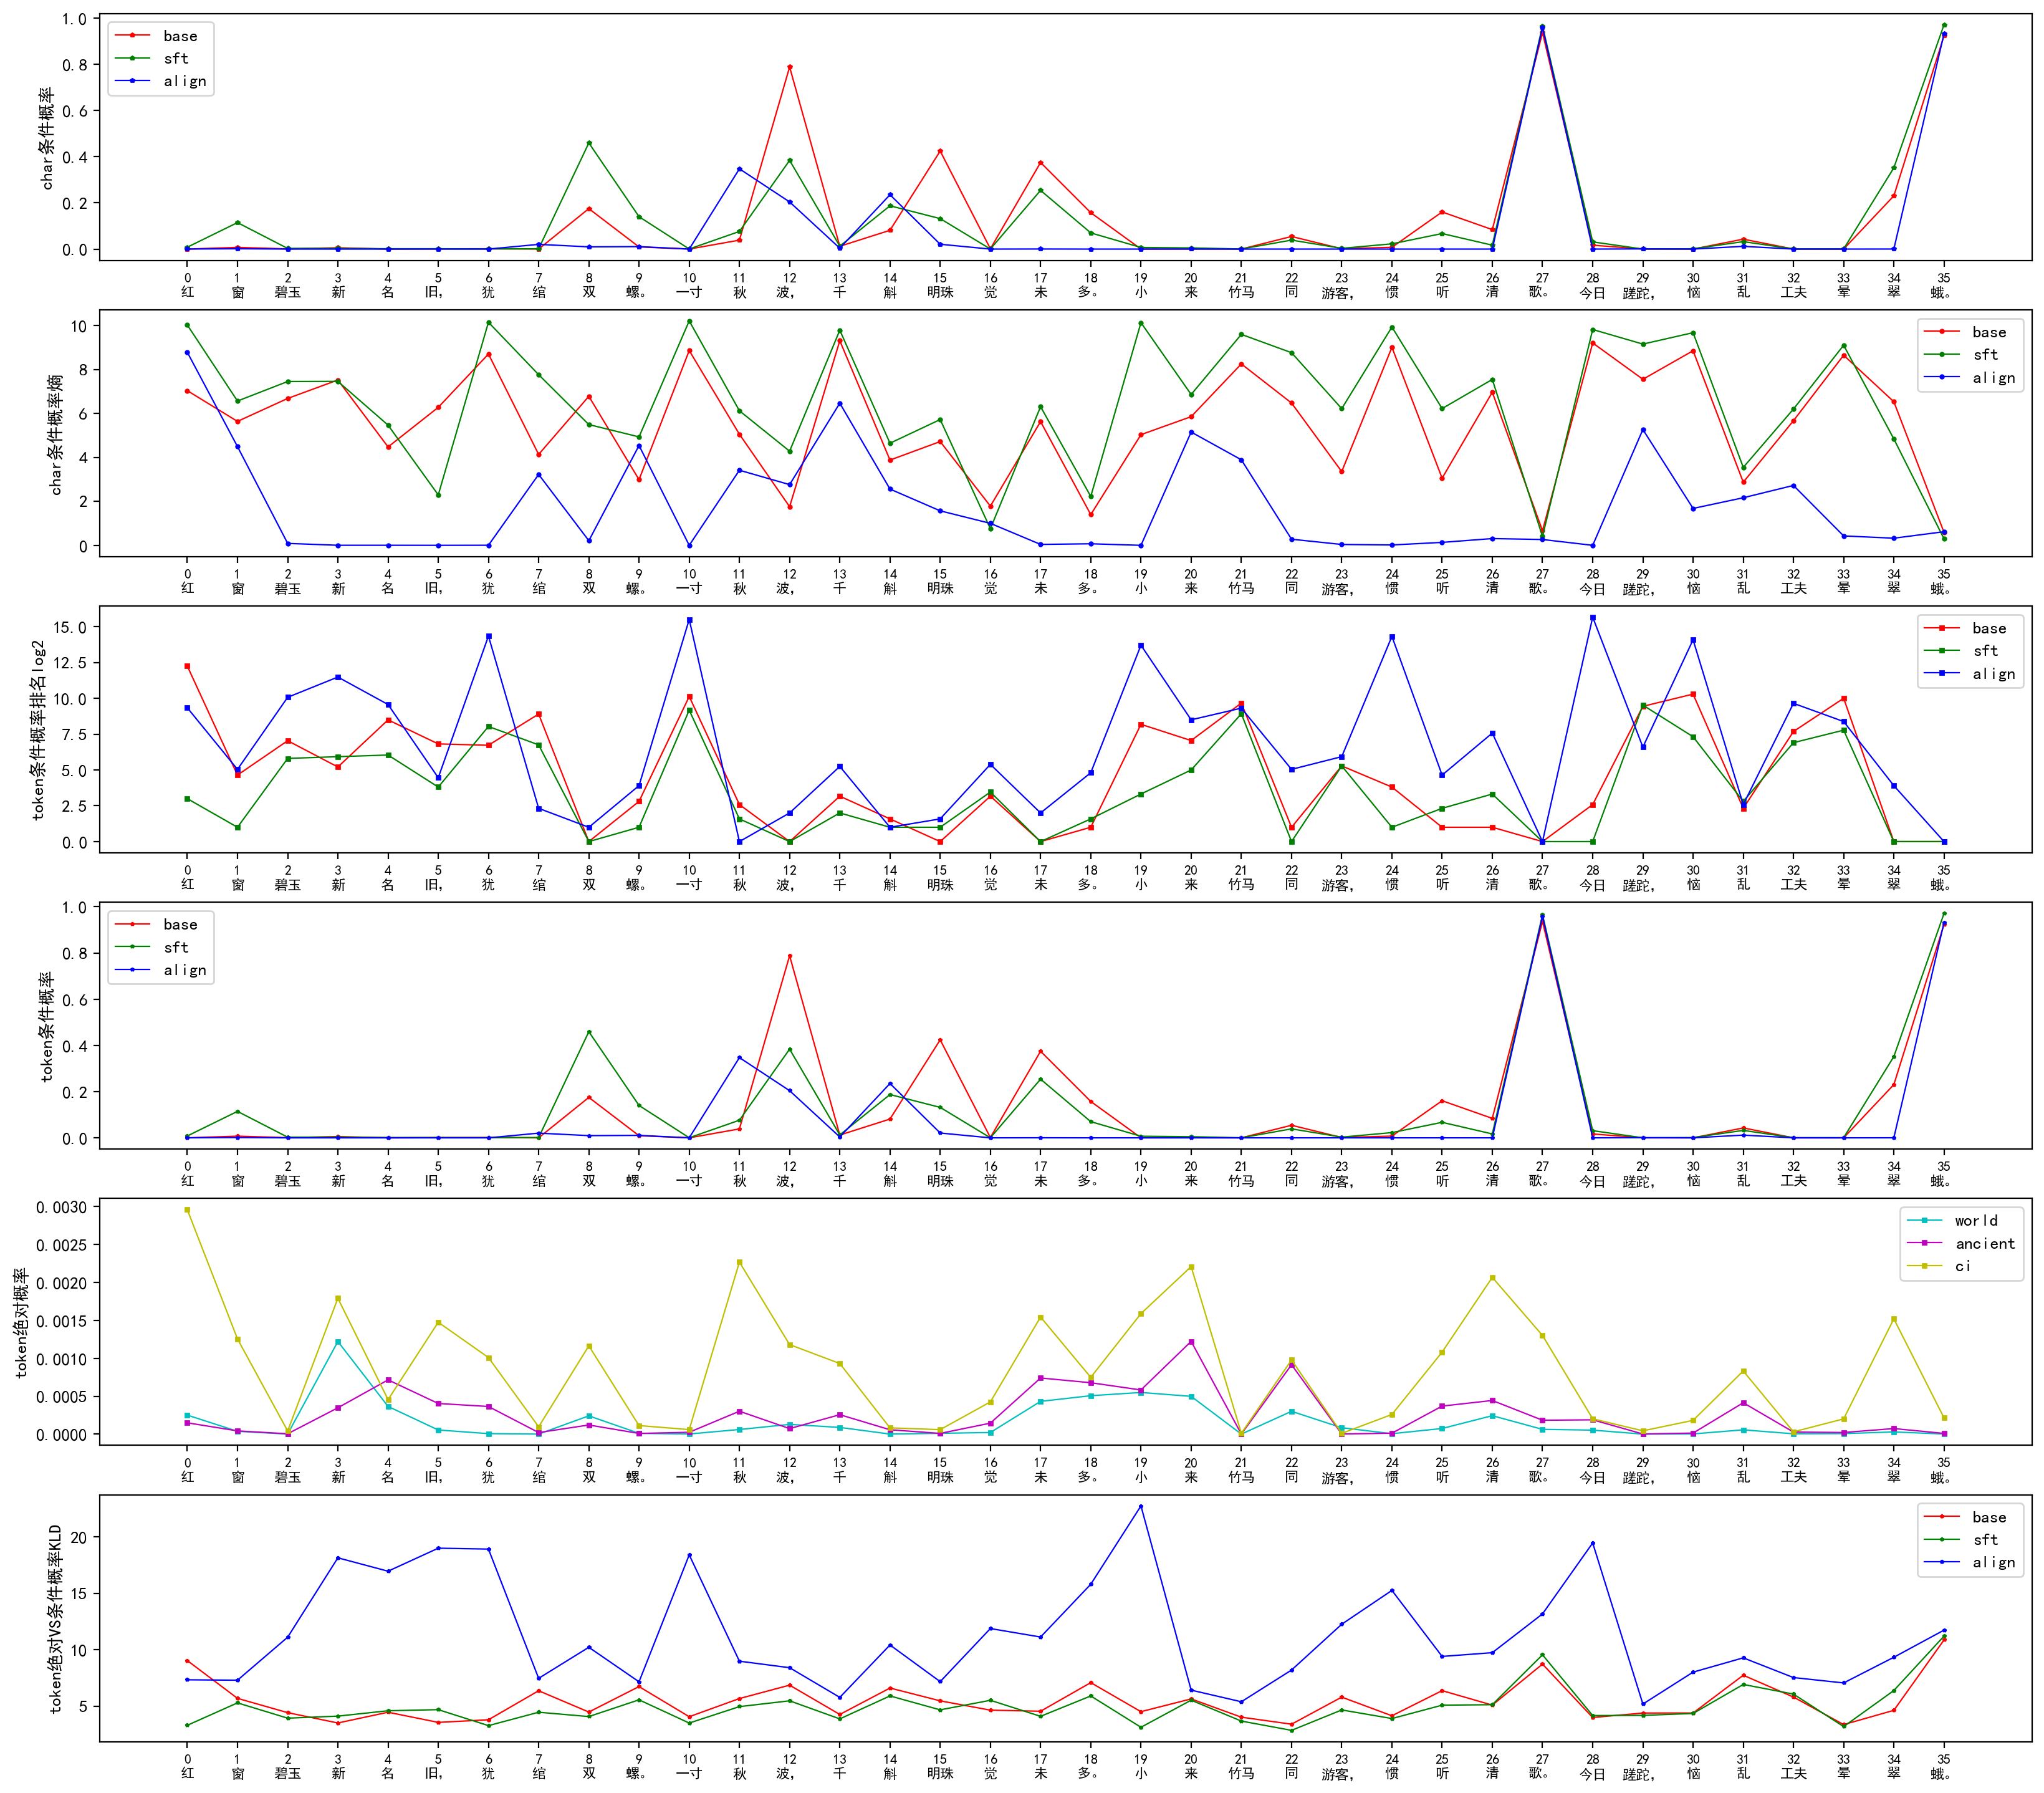 char条件概率
1.0
0.8
0.6
0.4
0.2
0.0
base
sft
align
0 1 2 3 4 5 6 7 8 9 10 11 12 13 14 15 16 17 18 19 20 21 22 23 24 25 26 27 28 29 30 31 32 33 34 35
红 窗 碧玉 新 名 旧, 犹 绾 双 螺。 一寸 秋 波, 千 斛 明珠 觉 未 多。 小 来 竹马 同 游客, 惯 听 清 歌。 今日 蹉跎, 恼 乱 工夫 晕 翠 蛾。
char条件概率熵
10
8
6
4
2
0
base
sft
align
0 1 2 3 4 5 6 7 8 9 10 11 12 13 14 15 16 17 18 19 20 21 22 23 24 25 26 27 28 29 30 31 32 33 34 35
红 窗 碧玉 新 名 旧, 犹 绾 双 螺。 一寸 秋 波, 千 斛 明珠 觉 未 多。 小 来 竹马 同 游客, 惯 听 清 歌。 今日 蹉跎, 恼 乱 工夫 晕 翠 蛾。
token条件概率排名log2
15.0
12.5
10.0
7.5
5.0
2.5
0.0
base
sft
align
0 1 2 3 4 5 6 7 8 9 10 11 12 13 14 15 16 17 18 19 20 21 22 23 24 25 26 27 28 29 30 31 32 33 34 35
红 窗 碧玉 新 名 旧, 犹 绾 双 螺。 一寸 秋 波, 千 斛 明珠 觉 未 多。 小 来 竹马 同 游客, 惯 听 清 歌。 今日 蹉跎, 恼 乱 工夫 晕 翠 蛾。
token条件概率
1.0
0.8
0.6
0.4
0.2
0.0
base
sft
align
0 1 2 3 4 5 6 7 8 9 10 11 12 13 14 15 16 17 18 19 20 21 22 23 24 25 26 27 28 29 30 31 32 33 34 35
红 窗 碧玉 新 名 旧, 犹 绾 双 螺。 一寸 秋 波, 千 斛 明珠 觉 未 多。 小 来 竹马 同 游客, 惯 听 清 歌。 今日 蹉跎, 恼 乱 工夫 晕 翠 蛾。
token绝对概率
0.0030
0.0025
0.0020
0.0015
0.0010
0.0005
0.0000
world
ancient
ci
0 1 2 3 4 5 6 7 8 9 10 11 12 13 14 15 16 17 18 19 20 21 22 23 24 25 26 27 28 29 30 31 32 33 34 35
红 窗 碧玉 新 名 旧, 犹 绾 双 螺。 一寸 秋 波, 千 斛 明珠 觉 未 多。 小 来 竹马 同 游客, 惯 听 清 歌。 今日 蹉跎, 恼 乱 工夫 晕 翠 蛾。
token绝对VS条件概率KLD
20
15
10
5
base
sft
align
0 1 2 3 4 5 6 7 8 9 10 11 12 13 14 15 16 17 18 19 20 21 22 23 24 25 26 27 28 29 30 31 32 33 34 35
红 窗 碧玉 新 名 旧, 犹 绾 双 螺。 一寸 秋 波, 千 斛 明珠 觉 未 多。 小 来 竹马 同 游客, 惯 听 清 歌。 今日 蹉跎, 恼 乱 工夫 晕 翠 蛾。